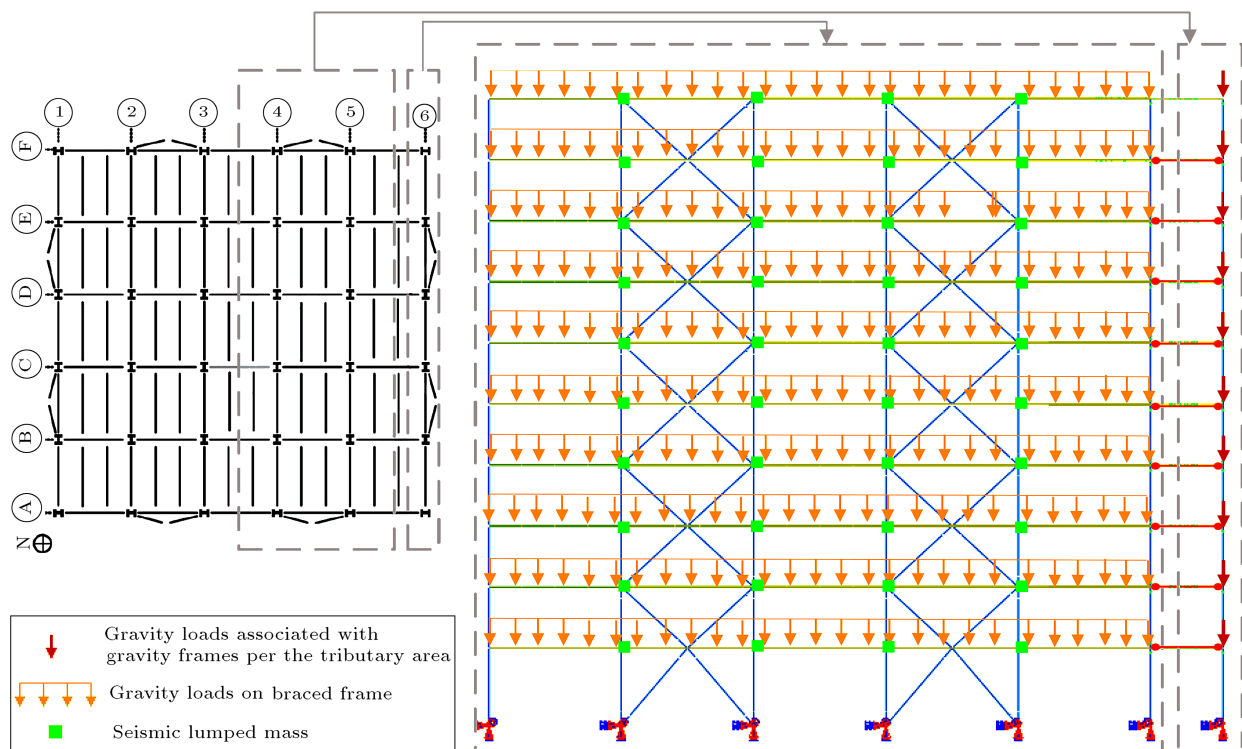 1 2 3 4 5 6
F
E
D
C
B
A
N
Gravity loads associated with
gravity frames per the tributary area
Gravity loads on braced frame
Seismic lumped mass